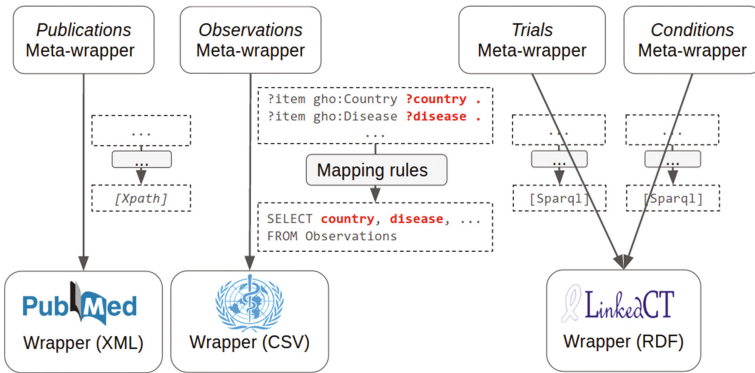 Publications
Meta-wrapper
Observations
Meta-wrapper
Trials
Meta-wrapper
Conditions
Meta-wrapper
...
...
[Xpath]
?item gho:Country ?country .
?item gho:Disease ?disease .
...
Mapping rules
SELECT country, disease, ...
FROM Observations
...
...
[Sparql]
...
...
[Sparql]
PubMed
Wrapper (XML)
Wrapper (CSV)
LinkedCT
Wrapper (RDF)